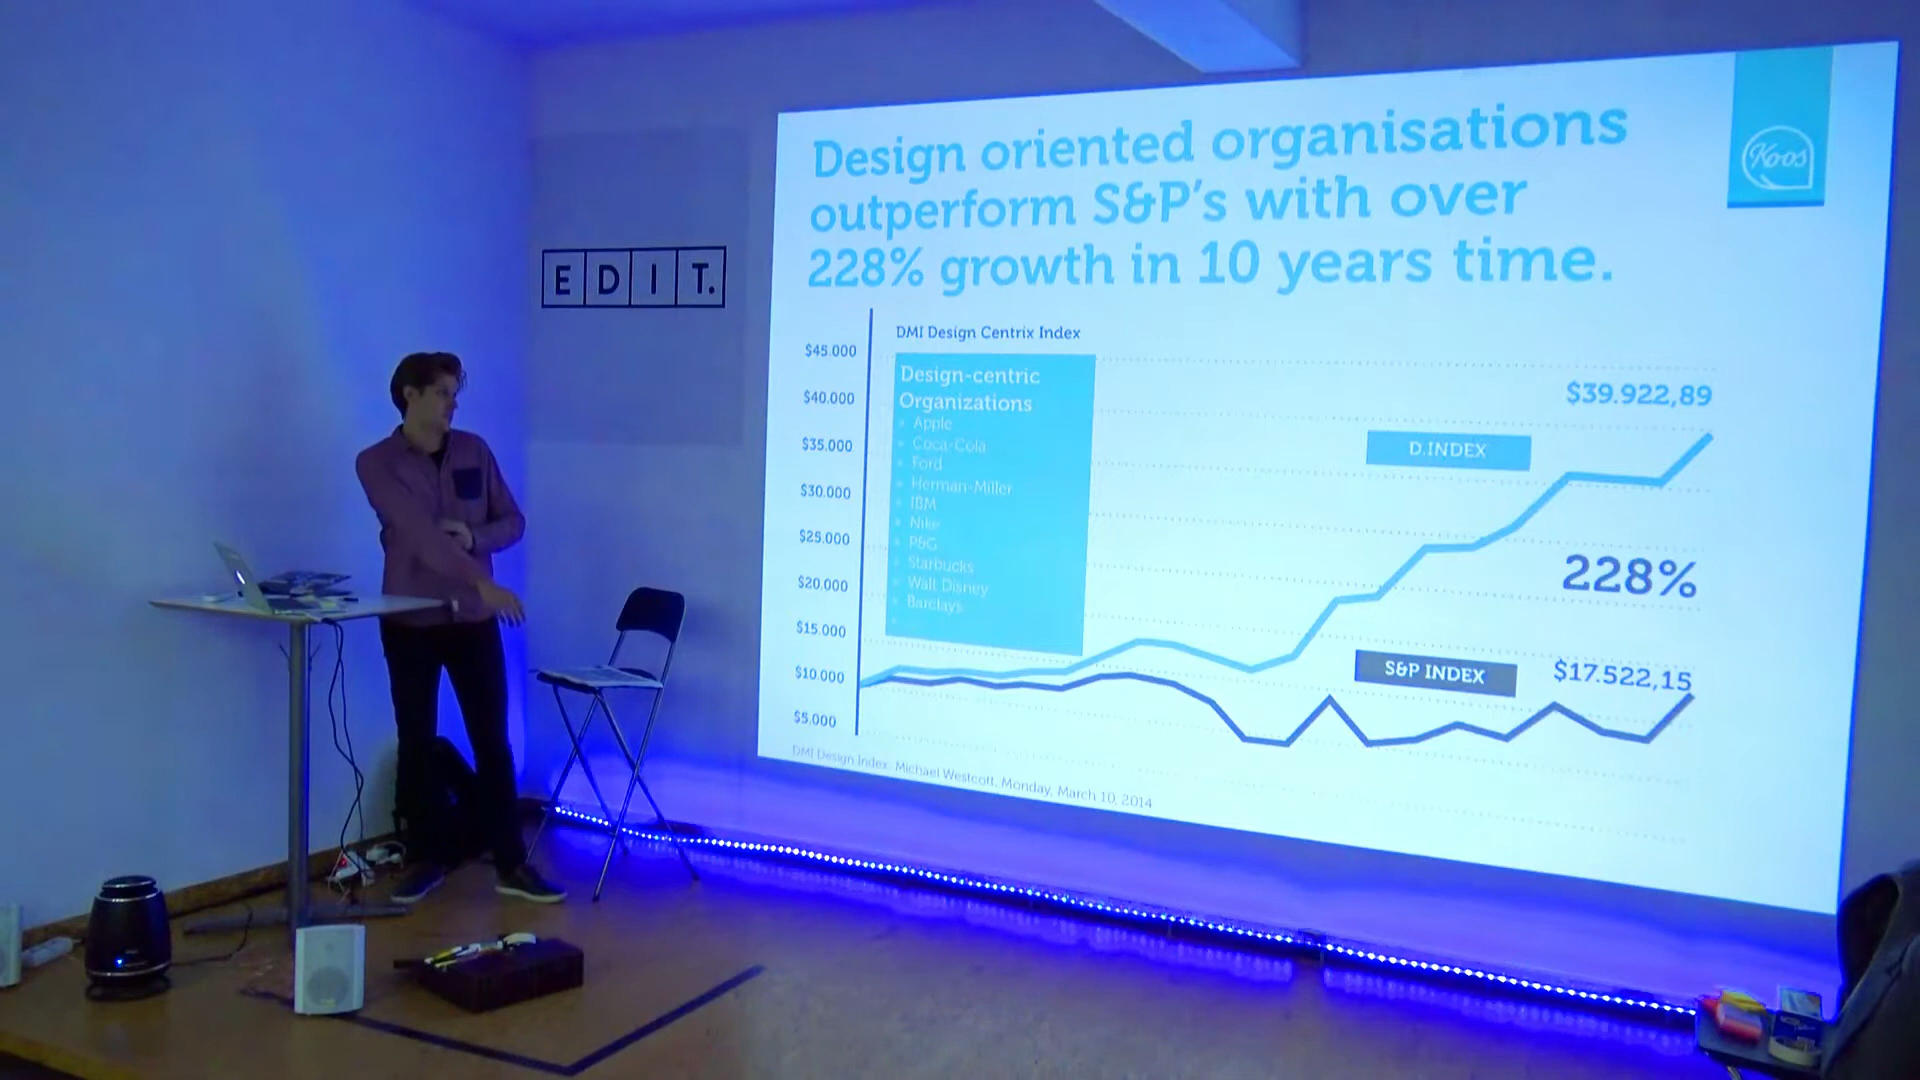 EDIT.
Design oriented organisations
outperform S&P's with over
228% growth in 10 years time.
Koos
DMI Design Centrix Index
$45.000
$40.000
$35.000
$30.000
$25.000
$20.000
$15.000
$10.000
$5.000
Design-centric
Organizations
Apple
Coca-Cola
Ford
Herman-Miller
IBM
Nike
P&G
Starbucks
Walt Disney
Barclays
$39.922,89
D.INDEX
228%
S&P INDEX
$17.522,15
DMI Design Index. Michael Westcott, Monday, March 10, 2014